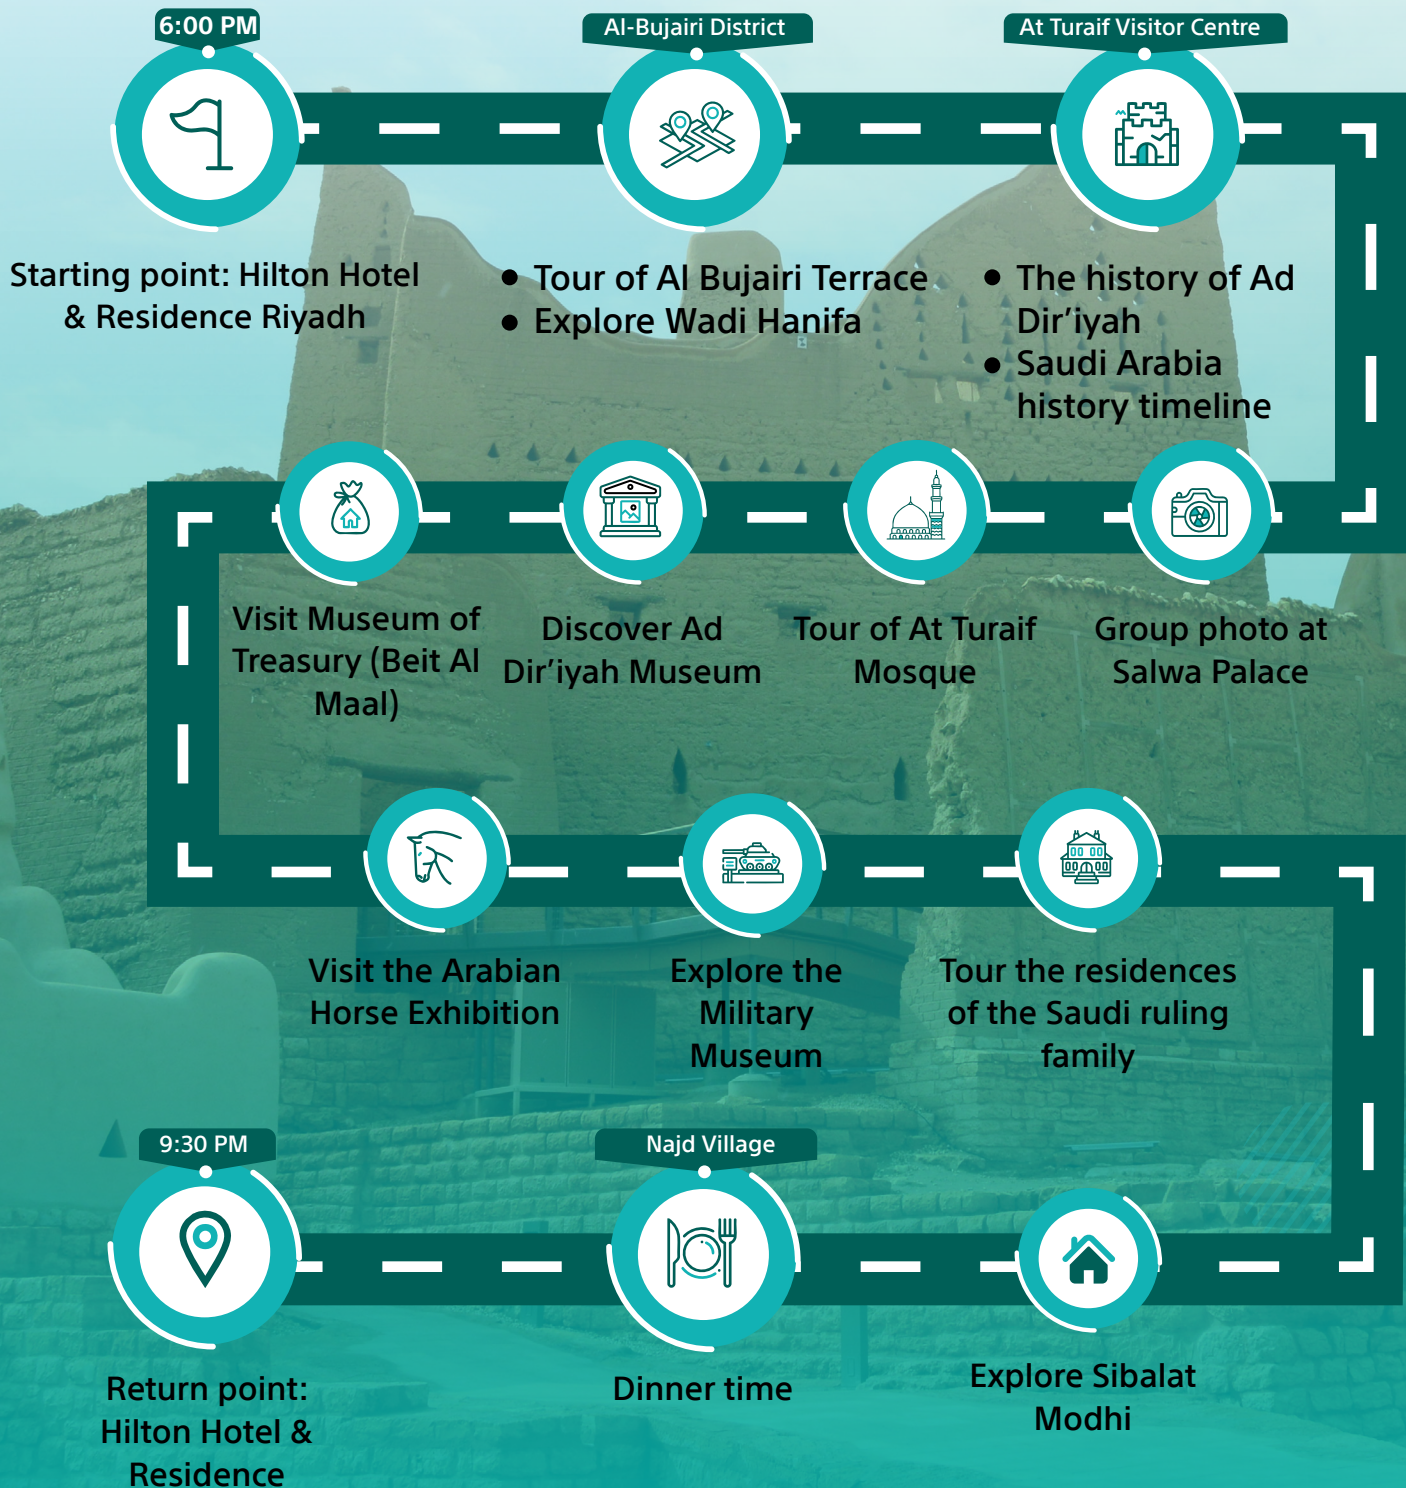 6:00 PM
Starting point: Hilton Hotel
& Residence Riyadh
Al-Bujairi District
• Tour of Al Bujairi Terrace
• Explore Wadi Hanifa
At Turaif Visitor Centre
• The history of Ad
Dir’iyah
• Saudi Arabia
history timeline
Group photo at
Salwa Palace
Tour of At Turaif
Mosque
Discover Ad
Dir’iyah Museum
Visit Museum of
Treasury (Beit Al
Maal)
Visit the Arabian
Horse Exhibition
Explore the
Military
Museum
Tour the residences
of the Saudi ruling
family
Explore Sibalat
Modhi
Najd Village
Dinner time
9:30 PM
Return point:
Hilton Hotel &
Residence